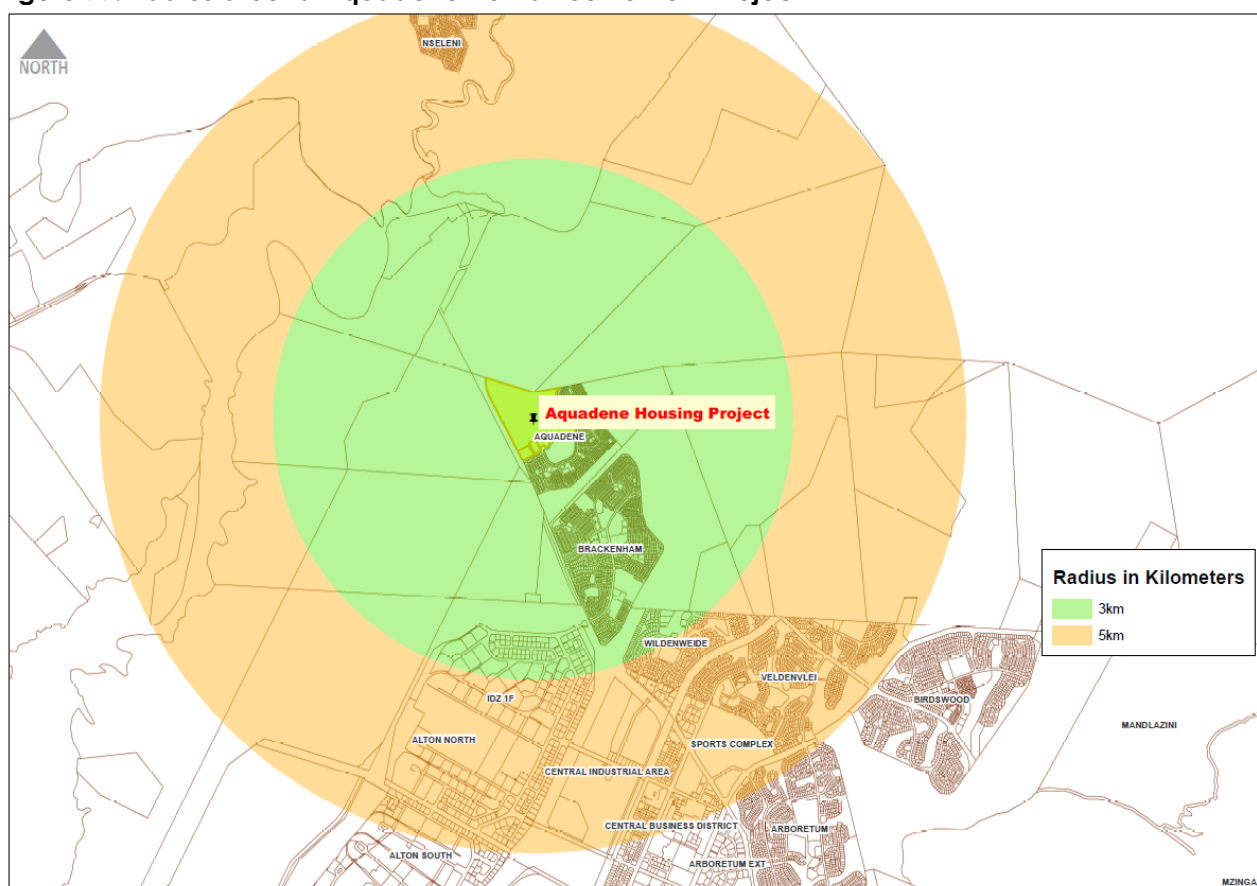 NSELENI
NORTH
Aquadene Housing Project
AQUADENE
BRACKENHAM
Radius in Kilometers
3km
5km
WILDENWEIDE
VELDENVLEI
IDZ 1F
BIRDSWOOD
MANDLAZINI
ALTON NORTH
SPORTS COMPLEX
CENTRAL INDUSTRIAL AREA
CENTRAL BUSINESS DISTRICT
ARBORETUM
ALTON SOUTH
ARBORETUM EXT
MZINGA